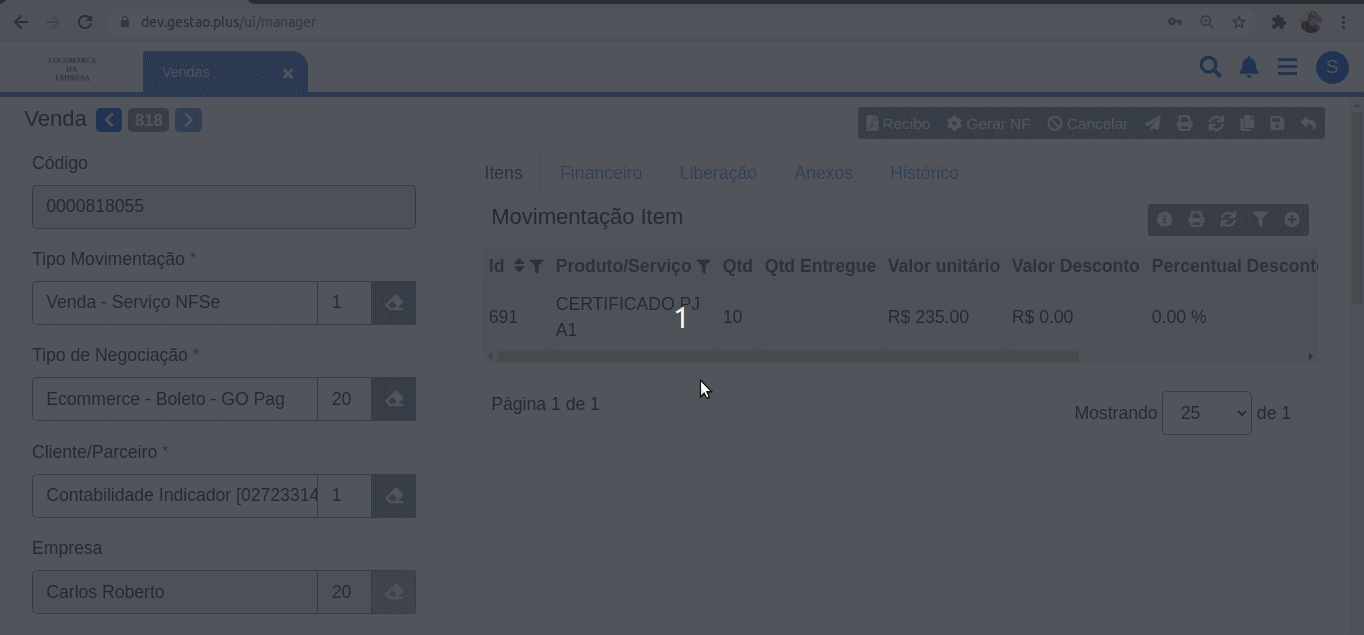 dev.gestao.plus/ui/manager
LOGOMARCA
DA
EMPRESA
Vendas
S
Venda
818
Recibo
Gerar NF
Cancelar
Código
0000818055
Tipo Movimentação *
Venda - Serviço NFSe
1
Tipo de Negociação *
Ecommerce - Boleto - GO Pag
20
Cliente/Parceiro *
Contabilidade Indicador [02723314
1
Empresa
Carlos Roberto
20
Itens
Financeiro
Liberação
Anexos
Histórico
Movimentação Item
Id
Produto/Serviço
Qtd
Qtd Entregue
Valor unitário
Valor Desconto
Percentual Desconto
691
CERTIFICADO PJ
A1
10
R$ 235.00
R$ 0.00
0.00 %
1
Página 1 de 1
Mostrando
25
de 1